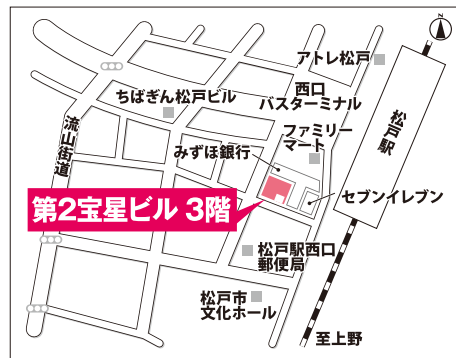 N
アトレ松戸
西口
バスターミナル
ちばぎん松戸ビル
松戸駅
流山街道
ファミリー
マート
みずほ銀行
セブンイレブン
第2宝星ビル 3階
松戸駅西口
郵便局
松戸市
文化ホール
至上野